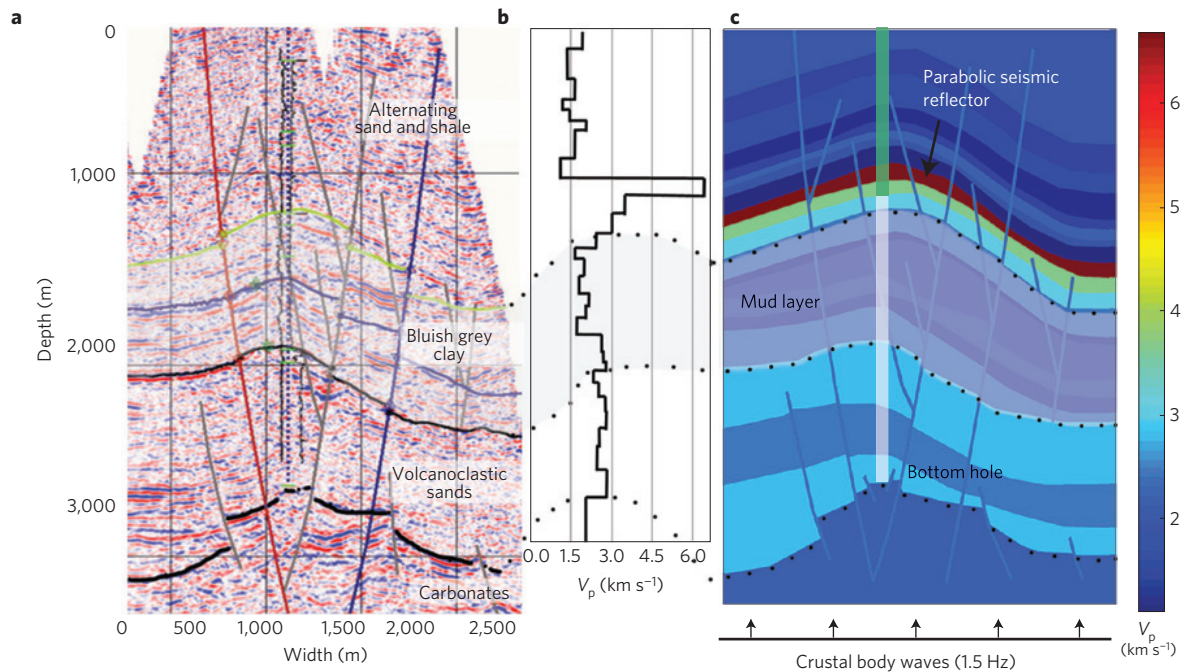 a
0
1,000
2,000
3,000
Depth (m)
Alternating
sand and shale
Bluish grey
clay
Volcanoclastic
sands
Carbonates
0
500
1,000
1,500
2,000
2,500
Width (m)
b
0.0
1.5
3.0
4.5
6.0
Vp (km s−1)
c
Parabolic seismic
reflector
Mud layer
Bottom hole
Crustal body waves (1.5 Hz)
6
5
4
3
2
Vp
(km s−1)